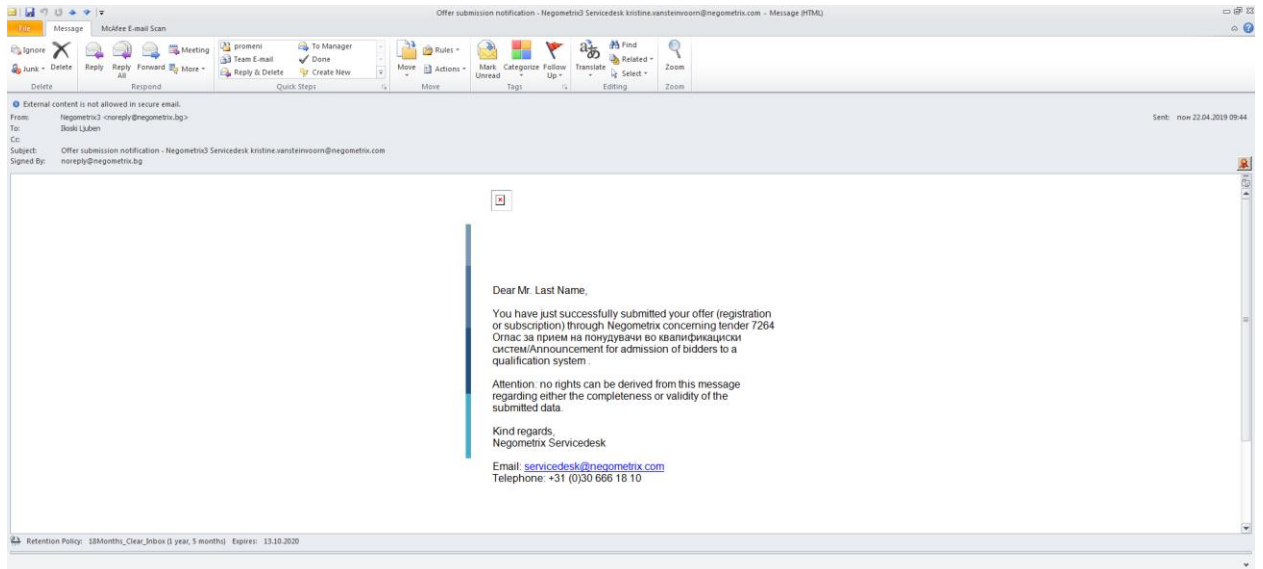 Offer submission notification - Negometrix3 Servicedesk kristine.vansteinvoorn@negometrix.com - Message (HTML)
File Message McAfee E-mail Scan
Ignore
Junk
Delete
Reply
Reply All
Forward
Meeting
More
promeni
Team E-mail
Reply & Delete
To Manager
Done
Create New
Move
Rules
Actions
Mark Unread
Categorize
Follow Up
Translate
Find
Related
Select
Zoom
Delete Respond Quick Steps Move Tags Editing Zoom
External content is not allowed in secure email.
From: Negometrix3 <noreply@negometrix.bg> Sent: пон 22.04.2019 09:44
To: Ilioski Ljuben
Cc:
Subject: Offer submission notification - Negometrix3 Servicedesk kristine.vansteinvoorn@negometrix.com
Signed By: noreply@negometrix.bg
Dear Mr. Last Name,
You have just successfully submitted your offer (registration
or subscription) through Negometrix concerning tender 7264
Оглас за прием на понудувачи во квалификациски
систем/Announcement for admission of bidders to a
qualification system .
Attention: no rights can be derived from this message
regarding either the completeness or validity of the
submitted data.
Kind regards,
Negometrix Servicedesk
Email: servicedesk@negometrix.com
Telephone: +31 (0)30 666 18 10
Retention Policy: 18Months_Clear_Inbox (1 year, 5 months) Expires: 13.10.2020